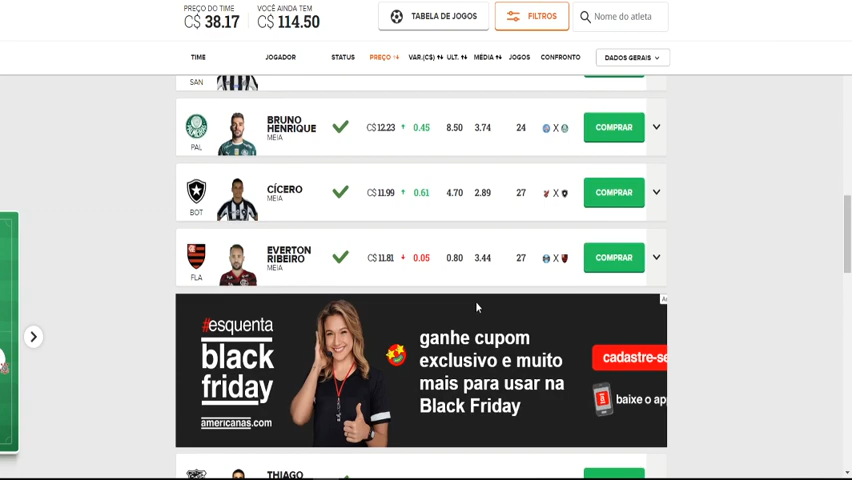 PREÇO DO TIME
C$ 38.17
VOCÊ AINDA TEM
C$ 114.50
TABELA DE JOGOS
FILTROS
Nome do atleta
TIME JOGADOR STATUS PREÇO VAR.(C$) ULT. MÉDIA JOGOS CONFRONTO DADOS GERAIS
SAN
PAL
BRUNO
HENRIQUE
MEIA
C$ 12.23 0.45 8.50 3.74 24 X COMPRAR
BOT
CÍCERO
MEIA
C$ 11.99 0.61 4.70 2.89 27 X COMPRAR
FLA
EVERTON
RIBEIRO
MEIA
C$ 11.81 0.05 0.80 3.44 27 X COMPRAR
#esquenta
black
friday
americanas.com
ganhe cupom
exclusivo e muito
mais para usar na
Black Friday
cadastre-se
baixe o ap
THIAGO